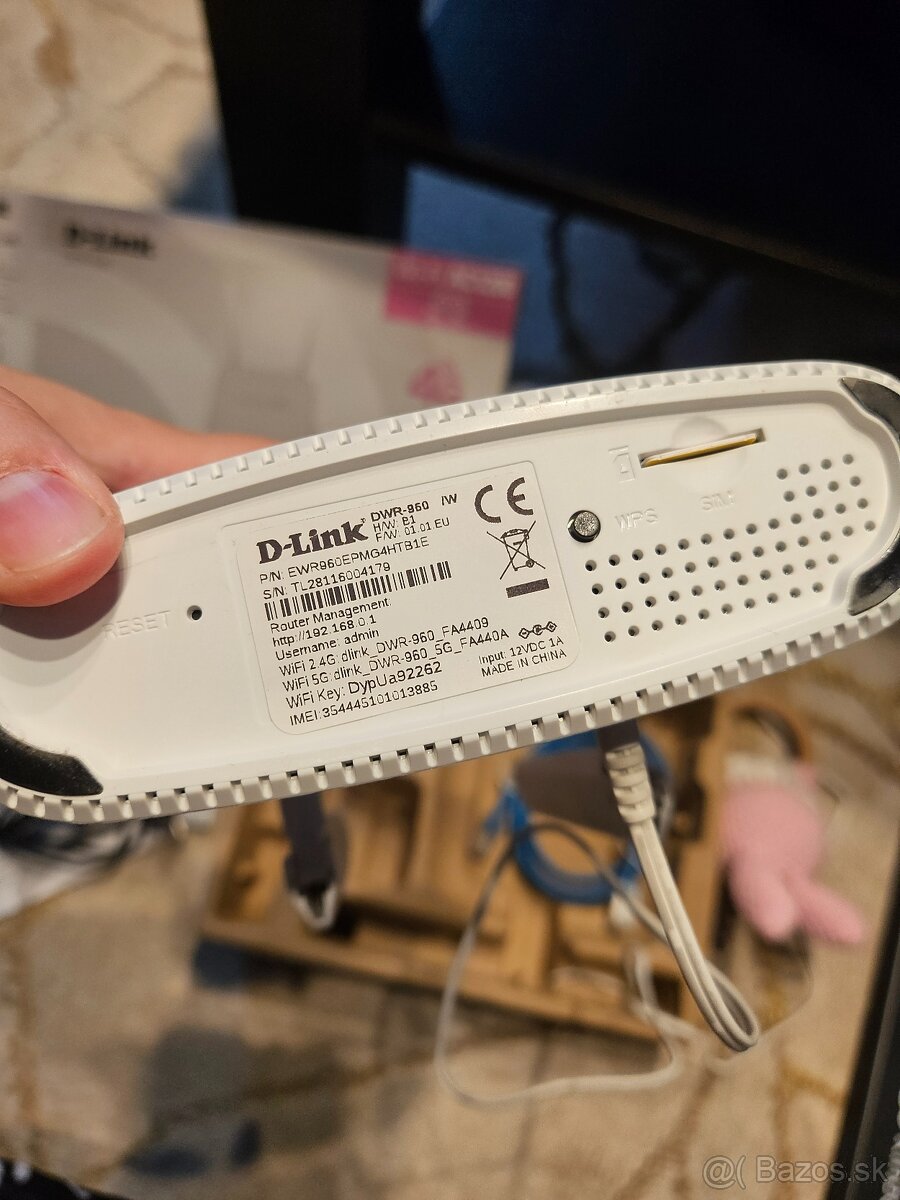 D-Link
D-Link DWR-960 /W
H/W: B1
F/W: 01.01.EU
P/N: EWR960EPMG4HTB1E
S/N: TL28116004179
Router Management:
http://192.168.0.1
Username: admin
WiFi 2.4G: dlink_DWR-960_FA4409
WiFi 5G: dlink_DWR-960_5G_FA440A
WiFi Key: DypUa92262
IMEI: 354445101013885
Input: 12VDC 1A
MADE IN CHINA
CE
RESET
WPS
SIM
@( Bazos.sk